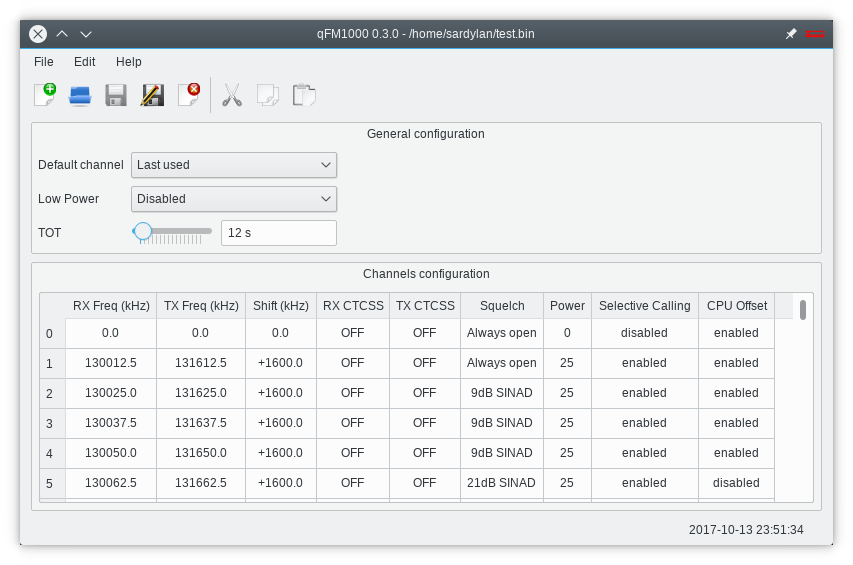 qFM1000 0.3.0 - /home/sardylan/test.bin
File Edit Help
General configuration
Default channel Last used
Low Power Disabled
TOT 12 s
Channels configuration
RX Freq (kHz) TX Freq (kHz) Shift (kHz) RX CTCSS TX CTCSS Squelch Power Selective Calling CPU Offset
0 0.0 0.0 0.0 OFF OFF Always open 0 disabled enabled
1 130012.5 131612.5 +1600.0 OFF OFF Always open 25 enabled enabled
2 130025.0 131625.0 +1600.0 OFF OFF 9dB SINAD 25 enabled enabled
3 130037.5 131637.5 +1600.0 OFF OFF 9dB SINAD 25 enabled enabled
4 130050.0 131650.0 +1600.0 OFF OFF 9dB SINAD 25 enabled enabled
5 130062.5 131662.5 +1600.0 OFF OFF 21dB SINAD 25 enabled disabled
2017-10-13 23:51:34